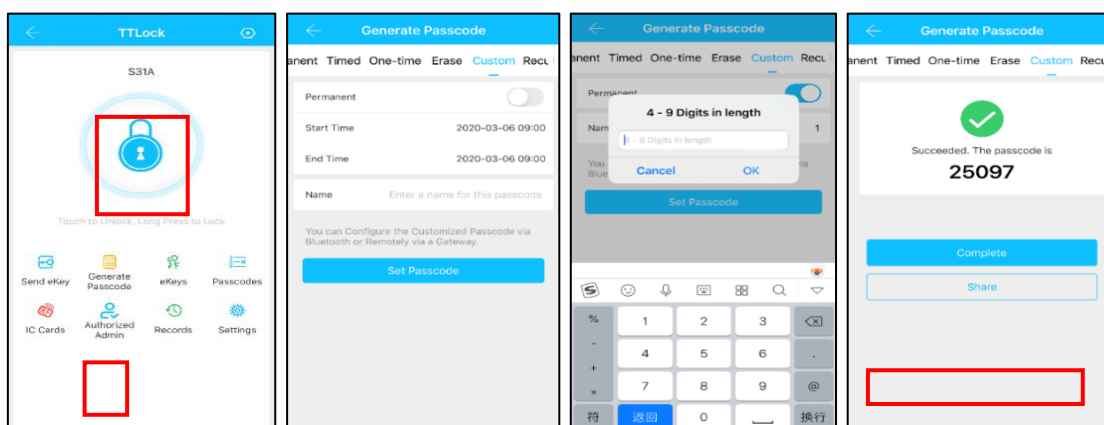 TTLock
S31A
Touch to Unlock, Long Press to Lock
Send eKey
Generate
Passcode
eKeys
Passcodes
IC Cards
Authorized
Admin
Records
Settings
Generate Passcode
anent Timed One-time Erase Custom Recu
Permanent
Start Time 2020-03-06 09:00
End Time 2020-03-06 09:00
Name Enter a name for this passcode
You can Configure the Customized Passcode via
Bluetooth or Remotely via a Gateway.
Set Passcode
Generate Passcode
anent Timed One-time Erase Custom Recu
Permanent
4 - 9 Digits in length
Nam 1
4 - 9 Digits in length
You via
Blue
Cancel OK
Set Passcode
% 1 2 3
- 4 5 6 .
+
× 7 8 9 @
符 返回 0 换行
Generate Passcode
anent Timed One-time Erase Custom Recu
Succeeded. The passcode is
25097
Complete
Share